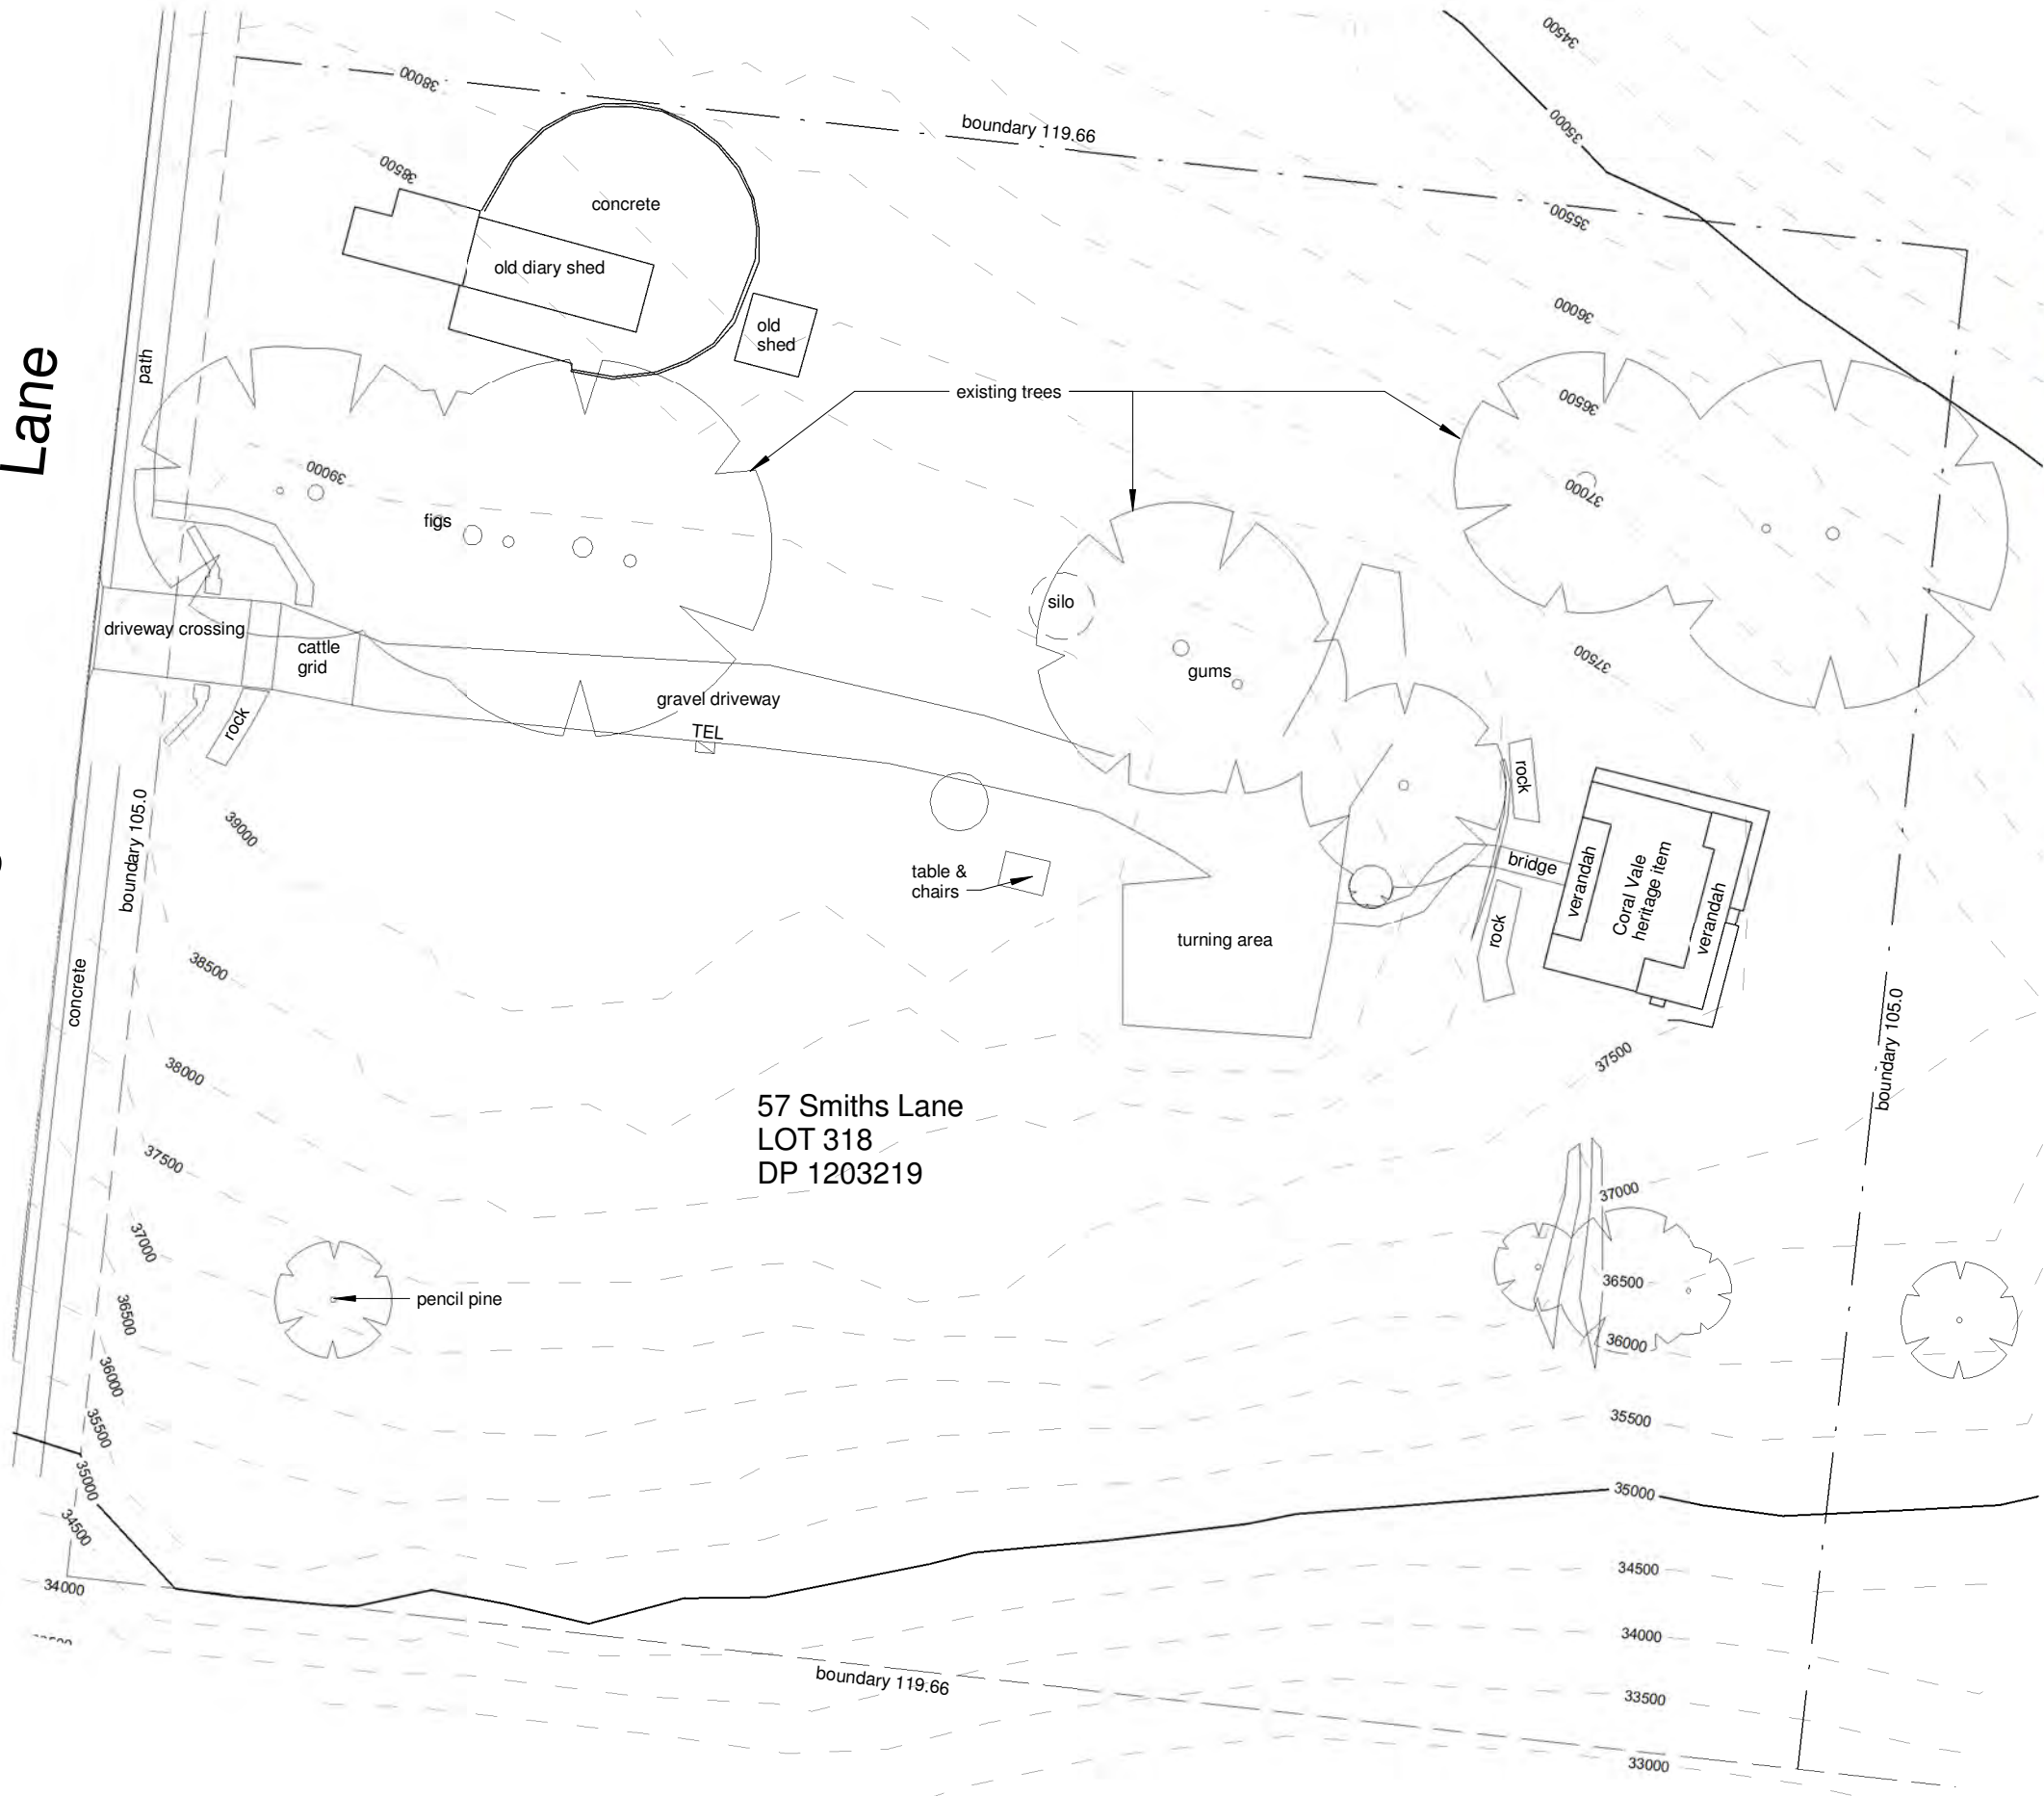 34500
38000
35000
boundary 119.66
38500
concrete
35500
old diary shed
36000
old
shed
Lane
path
existing trees
36500
39000
37000
figs
silo
driveway crossing
cattle
grid
37500
gums
gravel driveway
rock
TEL
rock
boundary 105.0
39000
table &
chairs
bridge
verandah
Coral Vale
heritage item
verandah
turning area
rock
38500
concrete
boundary 105.0
37500
38000
57 Smiths Lane
LOT 318
DP 1203219
37500
37000
37000
36500
pencil pine
36500
36000
36000
35500
35500
35000
35000
34500
34500
34000
34000
boundary 119.66
33500
33000